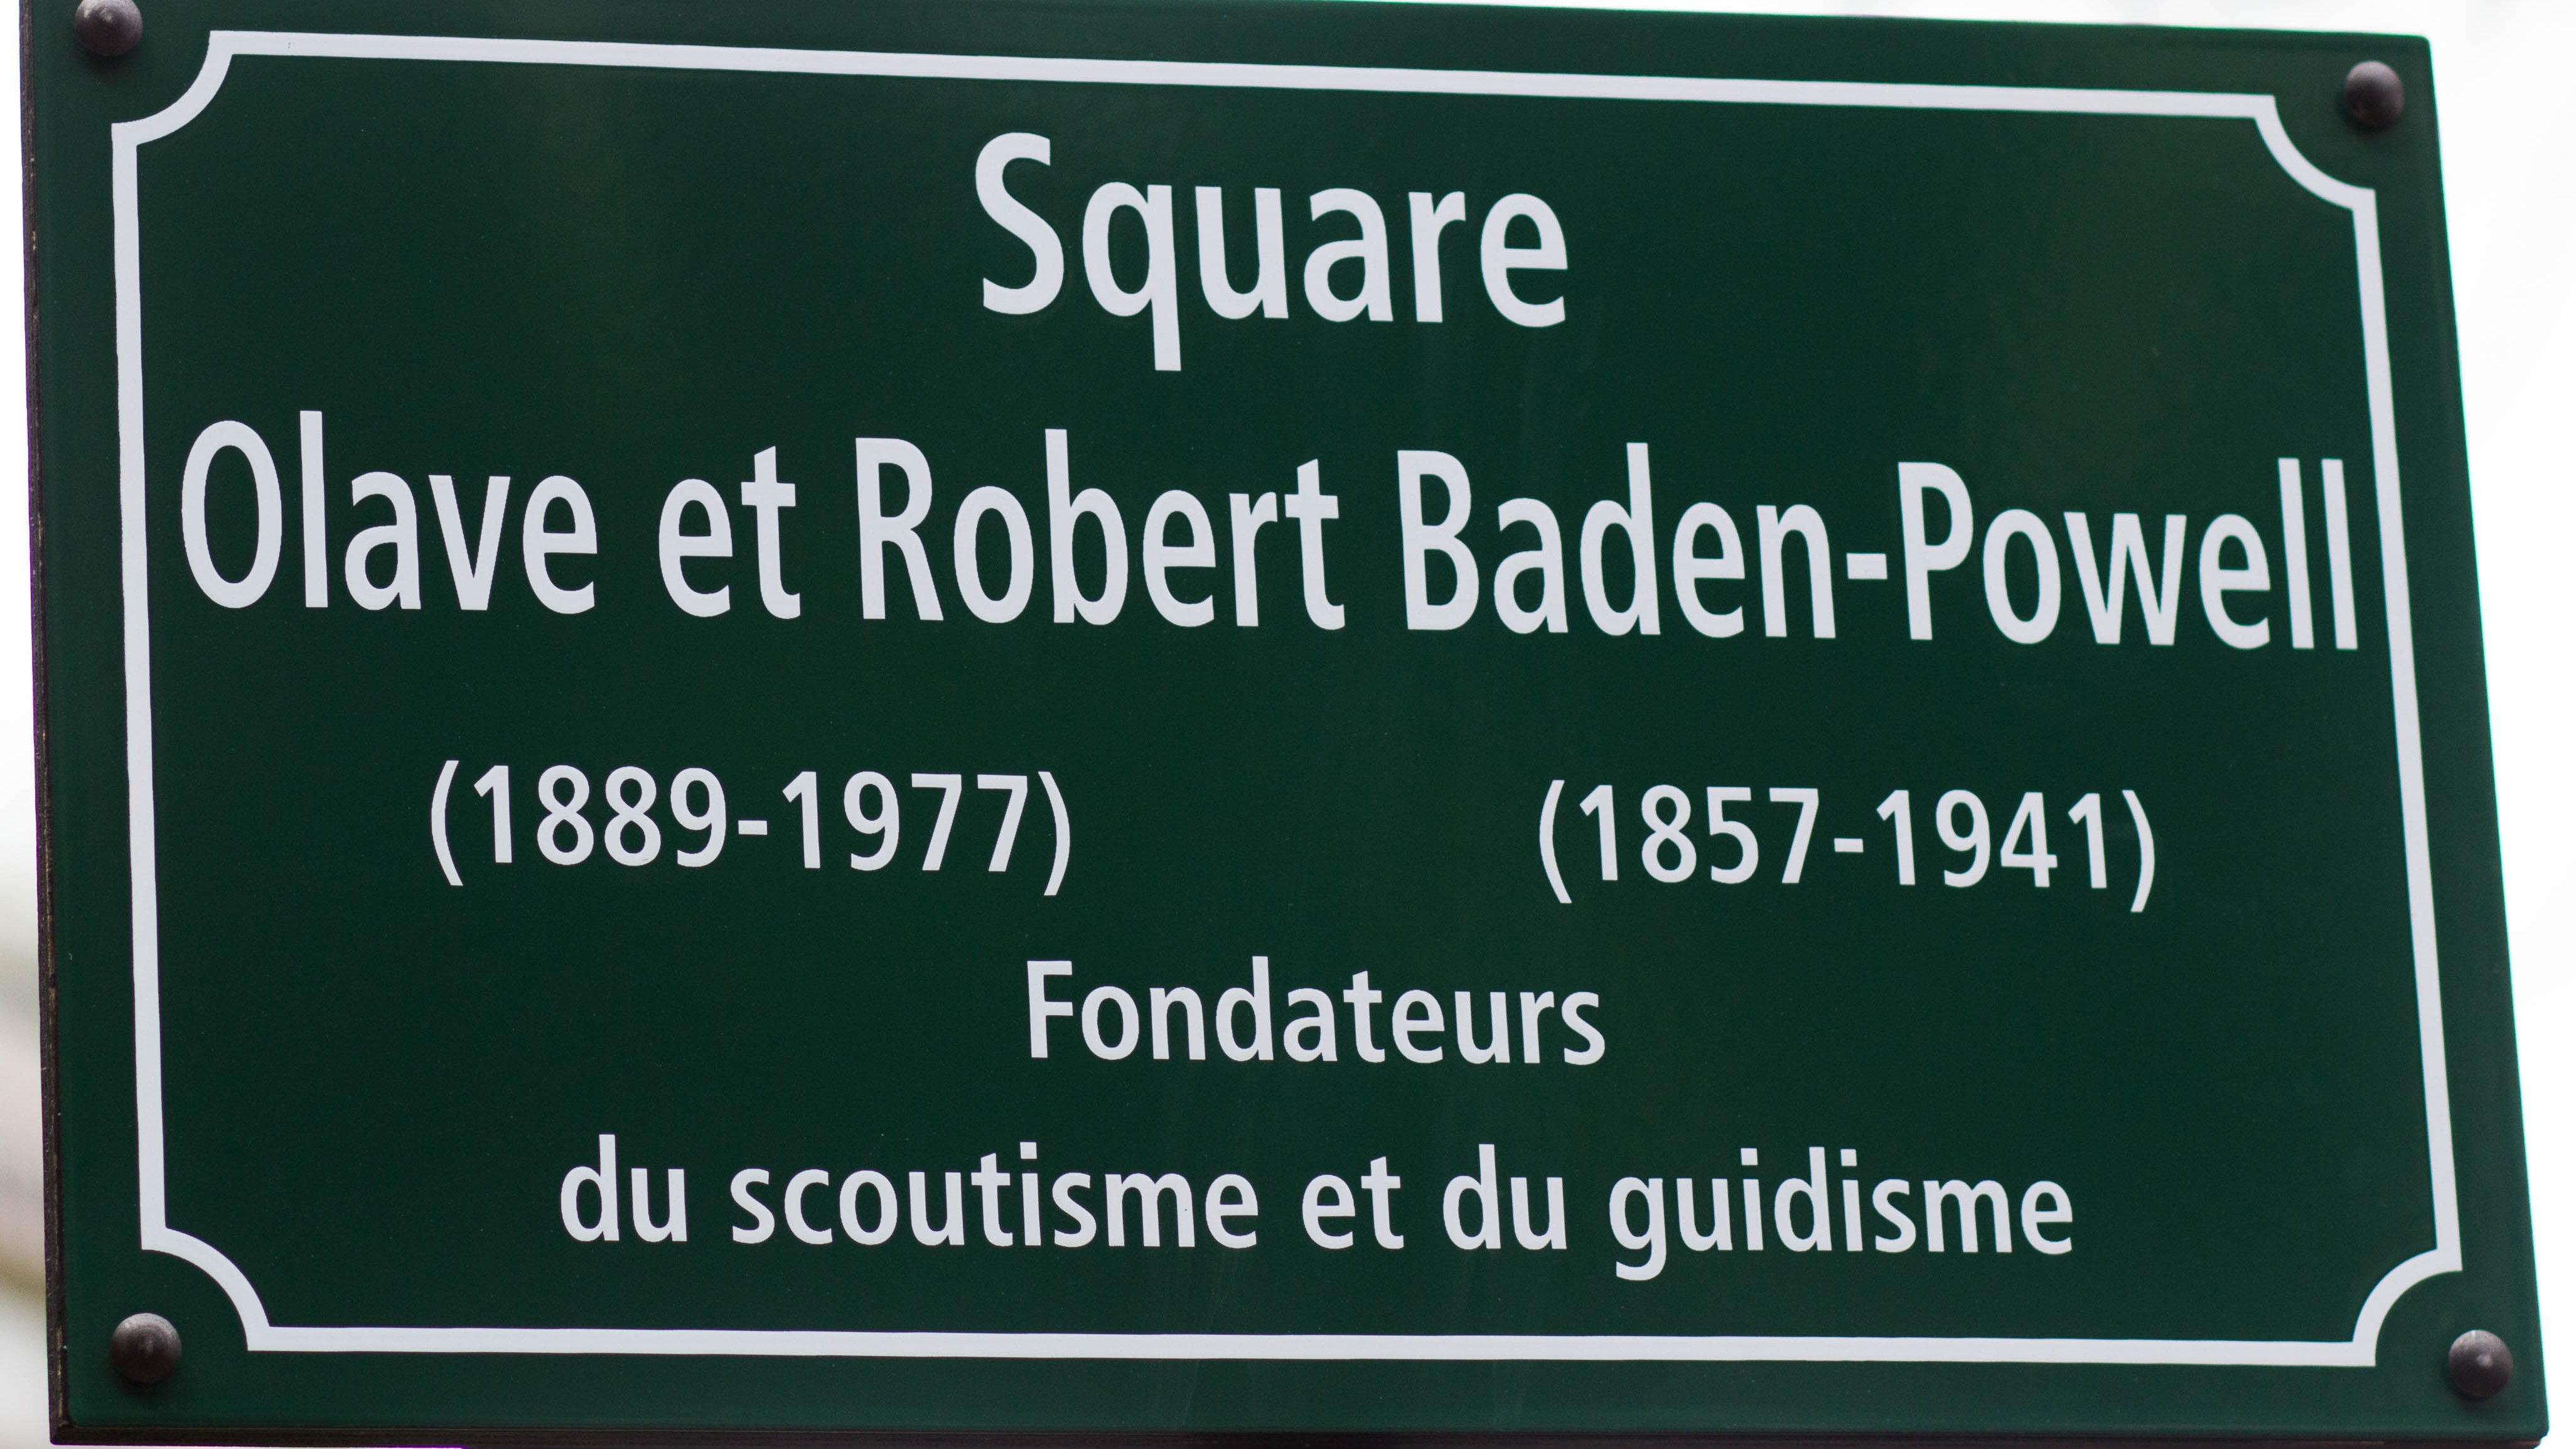 Square
Olave et Robert Baden-Powell
(1889-1977) (1857-1941)
Fondateurs
du scoutisme et du guidisme